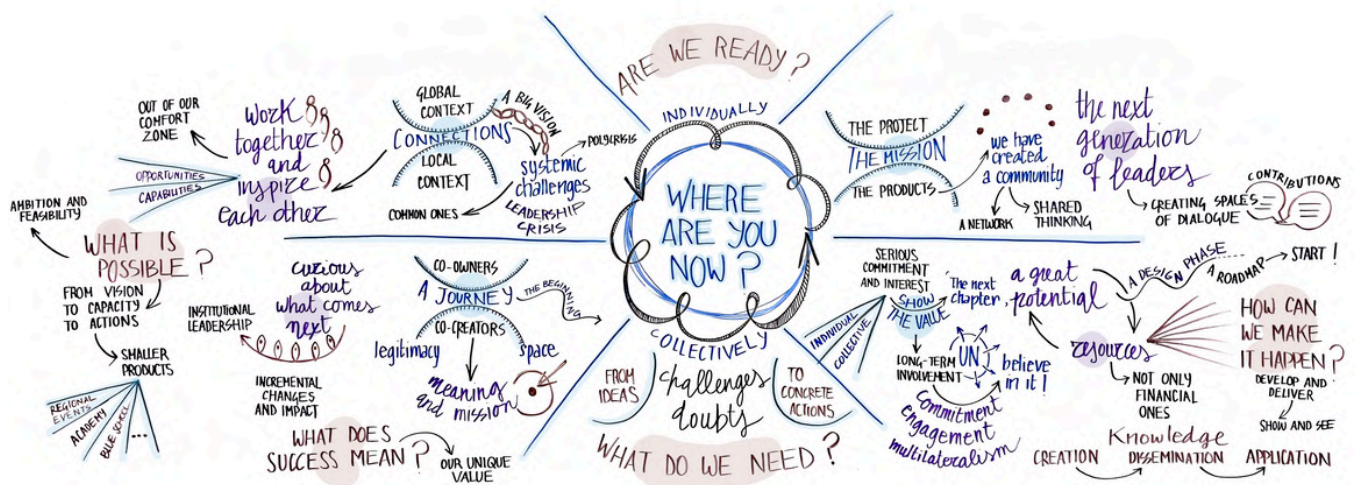 ARE WE READY?
INDIVIDUALLY
WHERE
ARE YOU
NOW?
COLLECTIVELY
OUT OF OUR
COMFORT
ZONE
work
together
and
inspire
each other
OPPORTUNITIES
CAPABILITIES
AMBITION AND
FEASIBILITY
WHAT IS
POSSIBLE?
FROM VISION
TO CAPACITY
TO ACTIONS
SMALLER
PRODUCTS
REGIONAL
EVENTS
ACADEMY
BLUE SCHOOL
...
GLOBAL
CONTEXT
CONNECTIONS
LOCAL
CONTEXT
A BIG VISION
POLYCRISIS
systemic
challenges
LEADERSHIP
CRISIS
COMMON ONES
curious
about
what comes
next
INSTITUTIONAL
LEADERSHIP
INCREMENTAL
CHANGES
AND IMPACT
CO-OWNERS
A JOURNEY
THE BEGINNING
CO-CREATORS
legitimacy
space
meaning
and mission
WHAT DOES
SUCCESS MEAN?
OUR UNIQUE
VALUE
FROM
IDEAS
challenges
doubts
TO
CONCRETE
ACTIONS
WHAT DO WE NEED?
THE PROJECT
THE MISSION
THE PRODUCTS
we have
created
a community
A NETWORK
SHARED
THINKING
the next
generation
of leaders
CREATING SPACES
OF DIALOGUE
CONTRIBUTIONS
SERIOUS
COMMITMENT
AND INTEREST
SHOW
THE VALUE
INDIVIDUAL
COLLECTIVE
LONG-TERM
INVOLVEMENT
The next
chapter,
UN
believe
in it!
Commitment
engagement
multilateralism
a great
potential
A DESIGN PHASE
A ROADMAP
START!
resources
NOT ONLY
FINANCIAL
ONES
HOW CAN
WE MAKE
IT HAPPEN?
DEVELOP AND
DELIVER
SHOW AND SEE
Knowledge
CREATION
DISSEMINATION
APPLICATION